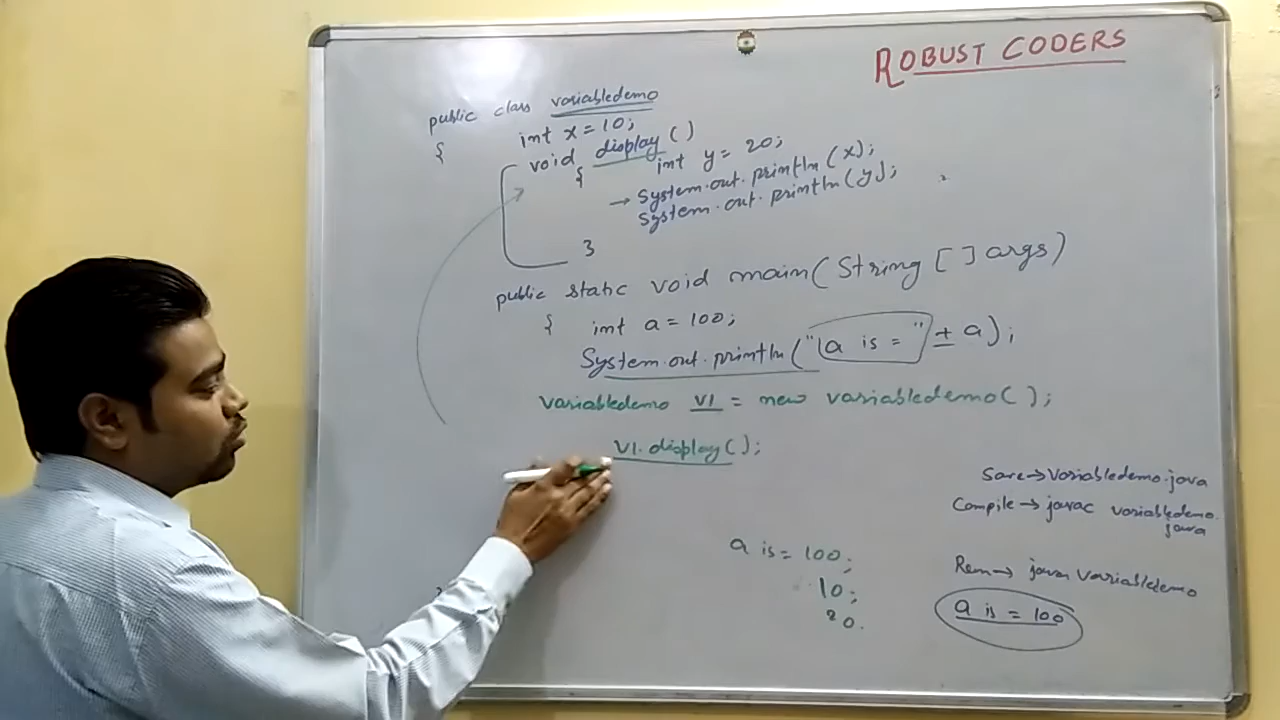 ROBUST CODERS
public class variabledemo
{ int x = 10;
void display ( )
{ int y = 20;
→ System.out.println (x);
System.out.println (y);
}
public static void main( String [ ] args)
{ int a = 100;
System.out.println ("a is = " + a);
variabledemo v1 = new variabledemo( );
v1.display( );
a is = 100;
10;
20.
Save → variabledemo.java
Compile → javac variabledemo.
java
Run → java variabledemo
a is = 100